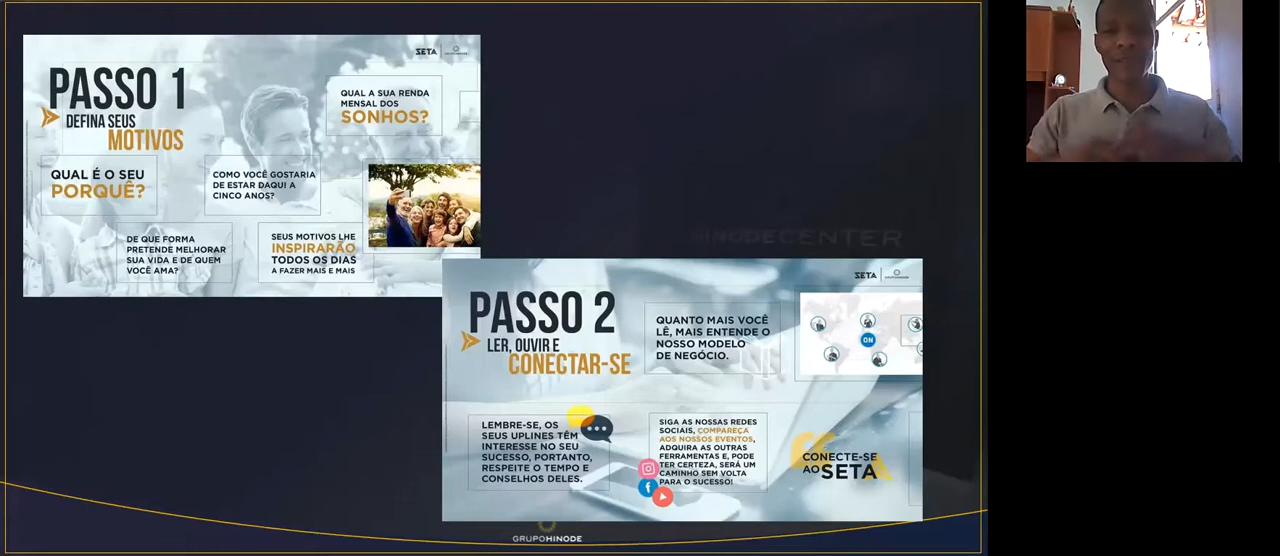 SETA
GRUPOHINODE
PASSO 1
DEFINA SEUS
MOTIVOS
QUAL A SUA RENDA
MENSAL DOS
SONHOS?
QUAL É O SEU
PORQUÊ?
COMO VOCÊ GOSTARIA
DE ESTAR DAQUI A
CINCO ANOS?
DE QUE FORMA
PRETENDE MELHORAR
SUA VIDA E DE QUEM
VOCÊ AMA?
SEUS MOTIVOS LHE
INSPIRARÃO
TODOS OS DIAS
A FAZER MAIS E MAIS
HINODECENTER
SETA
GRUPOHINODE
PASSO 2
LER, OUVIR E
CONECTAR-SE
QUANTO MAIS VOCÊ
LÊ, MAIS ENTENDE O
NOSSO MODELO
DE NEGÓCIO.
ON
LEMBRE-SE, OS
SEUS UPLINES TÊM
INTERESSE NO SEU
SUCESSO, PORTANTO,
RESPEITE O TEMPO E
CONSELHOS DELES.
SIGA AS NOSSAS REDES
SOCIAIS, COMPAREÇA
AOS NOSSOS EVENTOS,
ADQUIRA AS OUTRAS
FERRAMENTAS E, PODE
TER CERTEZA, SERÁ UM
CAMINHO SEM VOLTA
PARA O SUCESSO!
CONECTE-SE
AO SETA
GRUPOHINODE